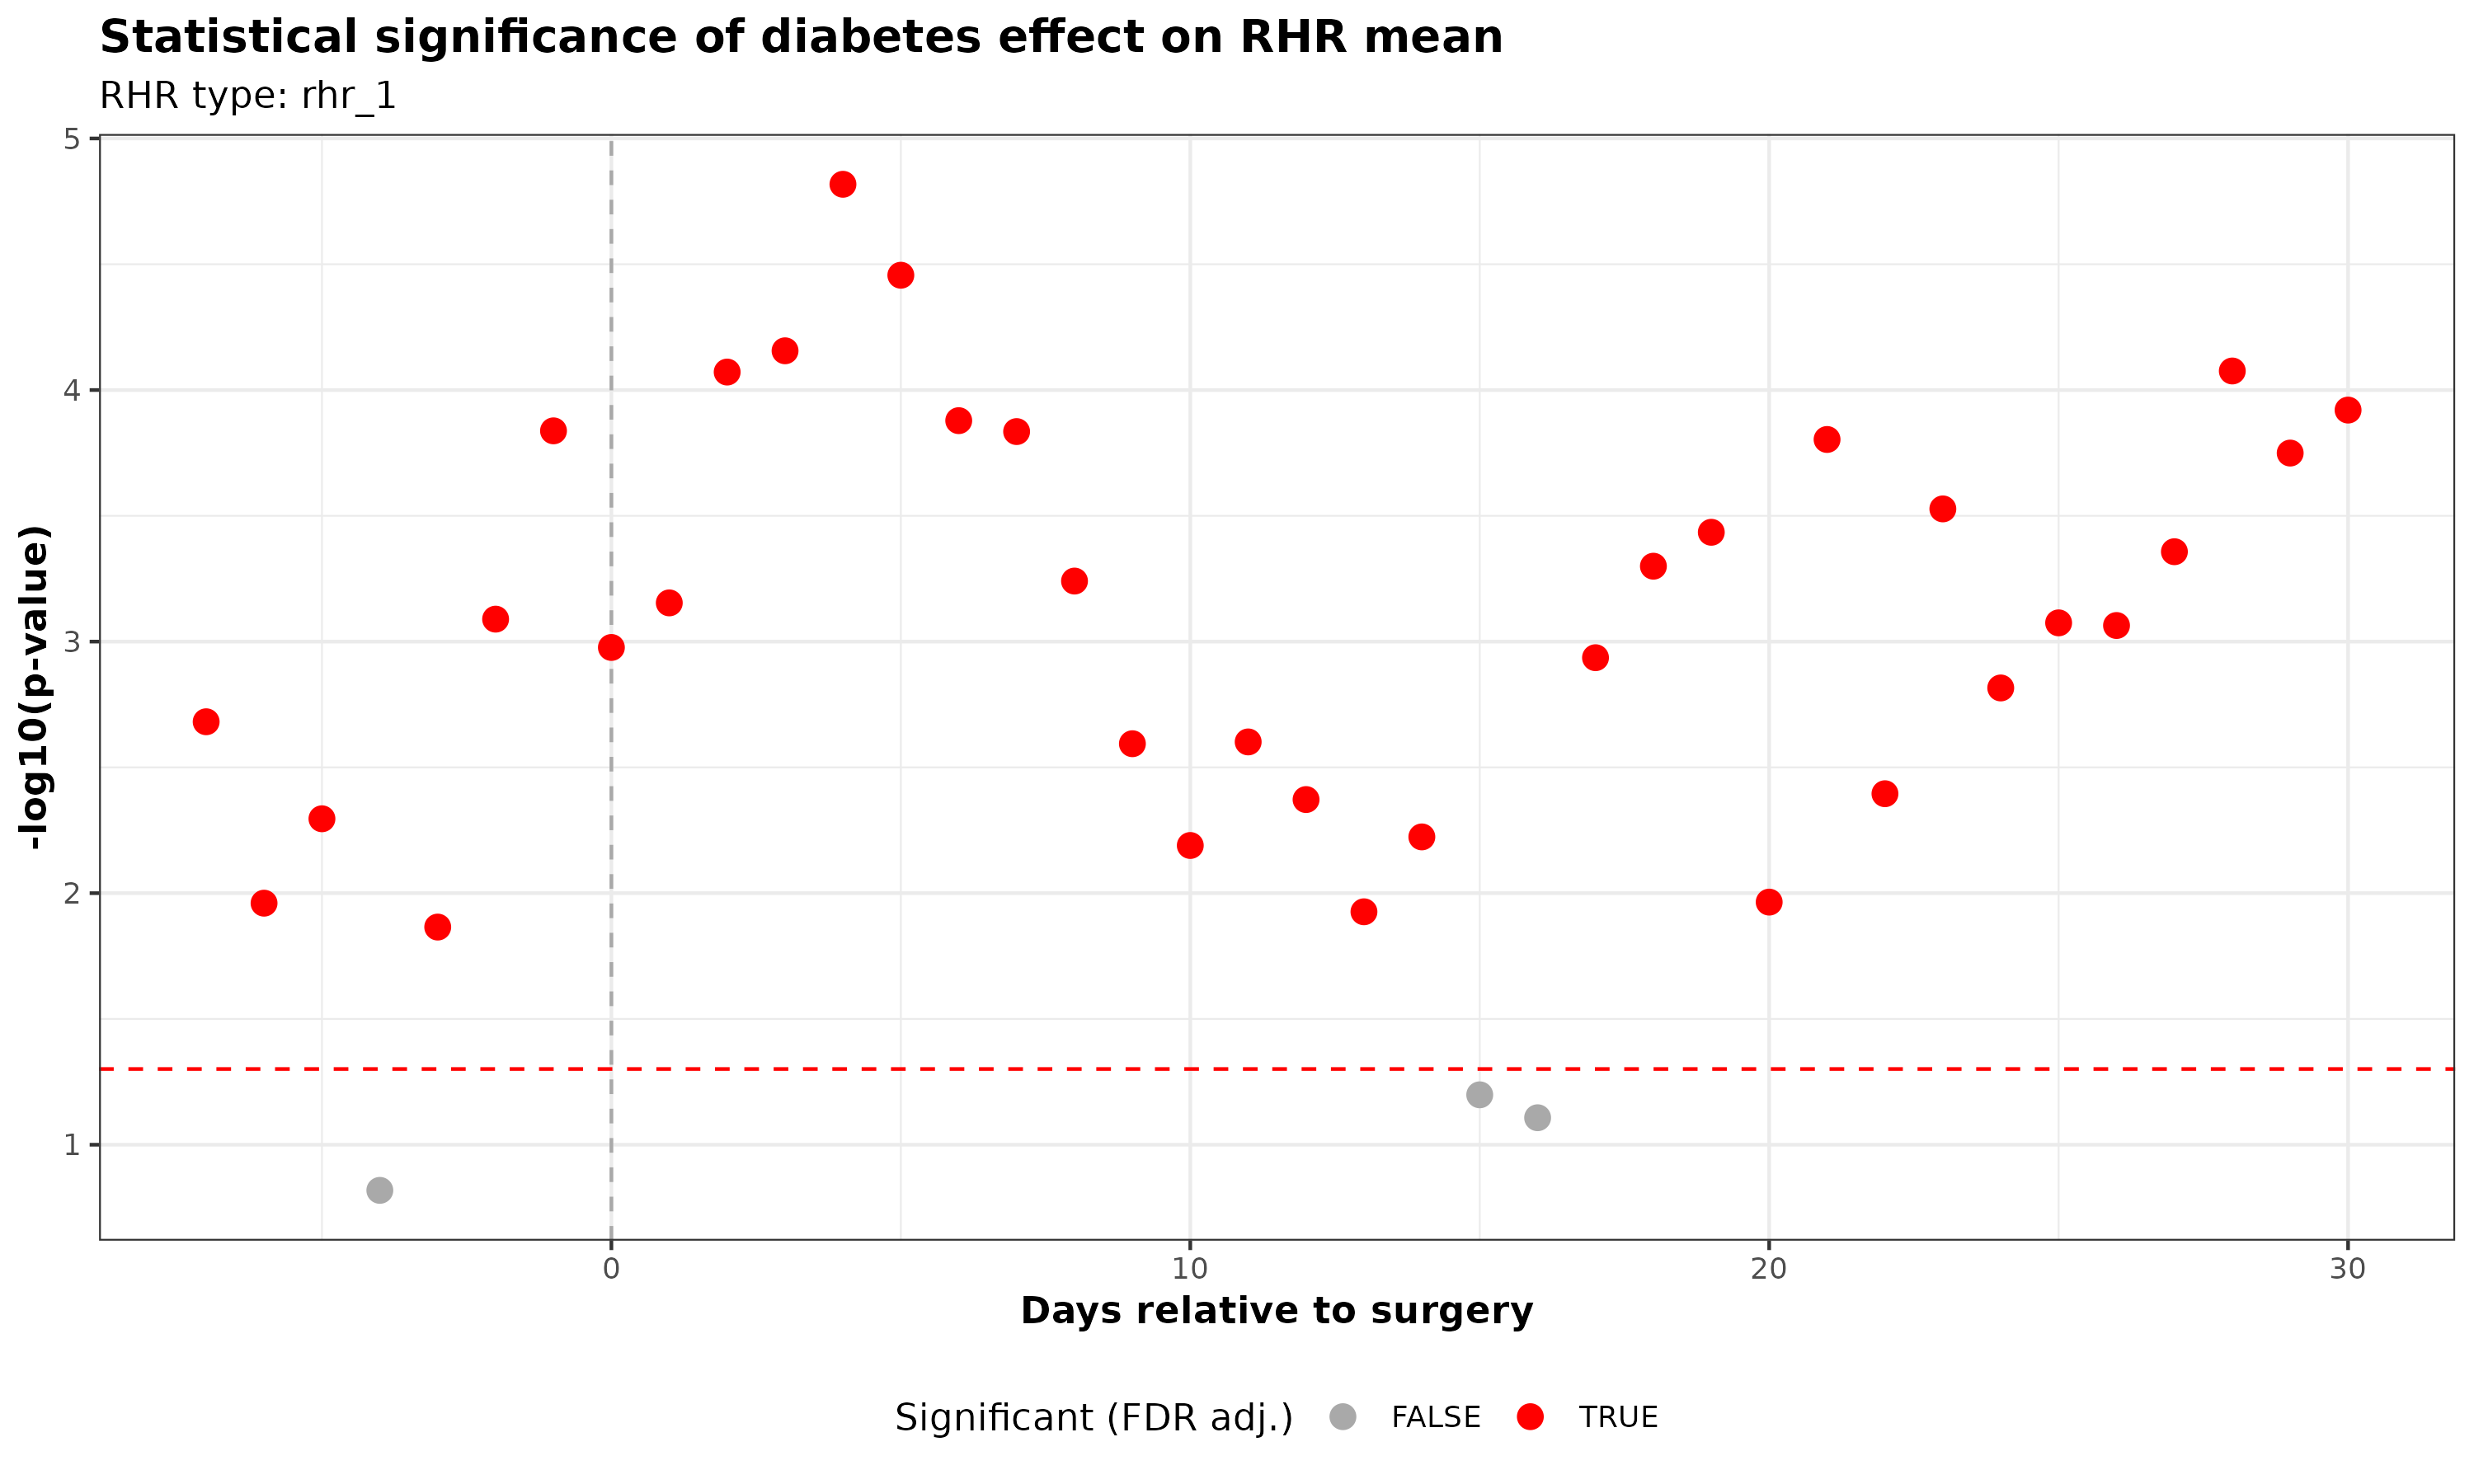 Statistical significance of diabetes effect on RHR mean
RHR type: rhr_1
-log10(p-value)
5
4
3
2
1
0 10 20 30
Days relative to surgery
Significant (FDR adj.) FALSE TRUE